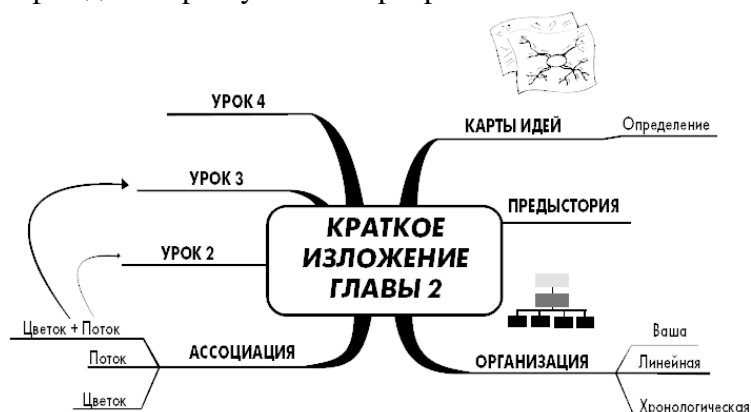 УРОК 4
КАРТЫ ИДЕЙ
Определение
УРОК 3
ПРЕДЫСТОРИЯ
КРАТКОЕ
ИЗЛОЖЕНИЕ
ГЛАВЫ 2
УРОК 2
Цветок + Поток
Поток
Цветок
АССОЦИАЦИЯ
ОРГАНИЗАЦИЯ
Ваша
Линейная
Хронологическая